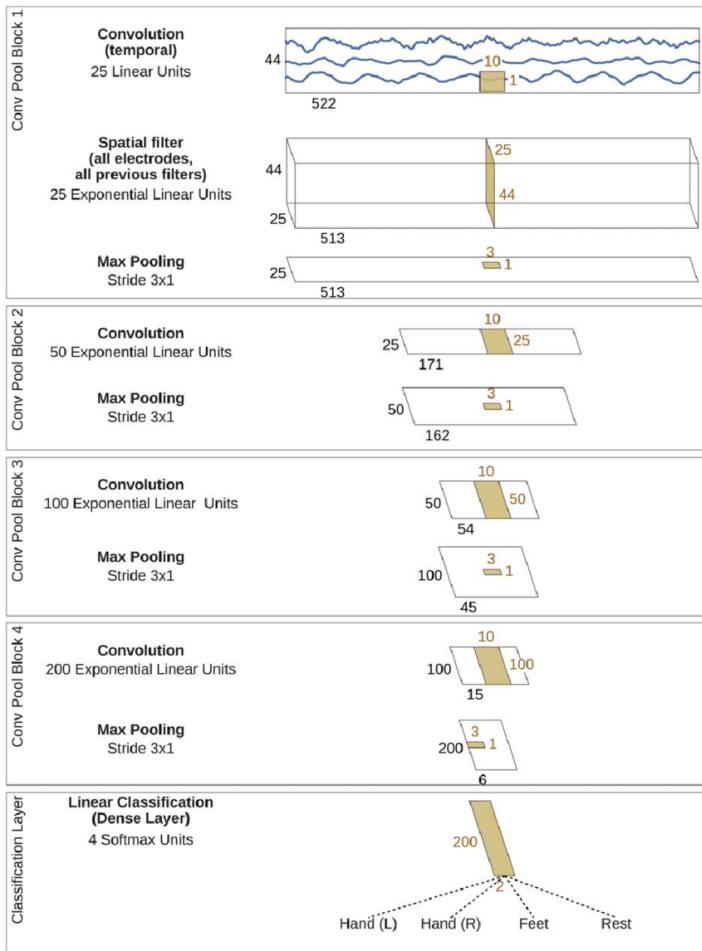 Conv Pool Block 1
Convolution
(temporal)
25 Linear Units
44
10
1
522
Spatial filter
(all electrodes,
all previous filters)
25 Exponential Linear Units
44
25
25
44
513
Max Pooling
Stride 3x1
25
3
1
513
Conv Pool Block 2
Convolution
50 Exponential Linear Units
25
10
25
171
Max Pooling
Stride 3x1
50
3
1
162
Conv Pool Block 3
Convolution
100 Exponential Linear Units
50
10
50
54
Max Pooling
Stride 3x1
100
3
1
45
Conv Pool Block 4
Convolution
200 Exponential Linear Units
100
10
100
15
Max Pooling
Stride 3x1
200
3
1
6
Classification Layer
Linear Classification
(Dense Layer)
4 Softmax Units
200
2
Hand (L) Hand (R) Feet Rest